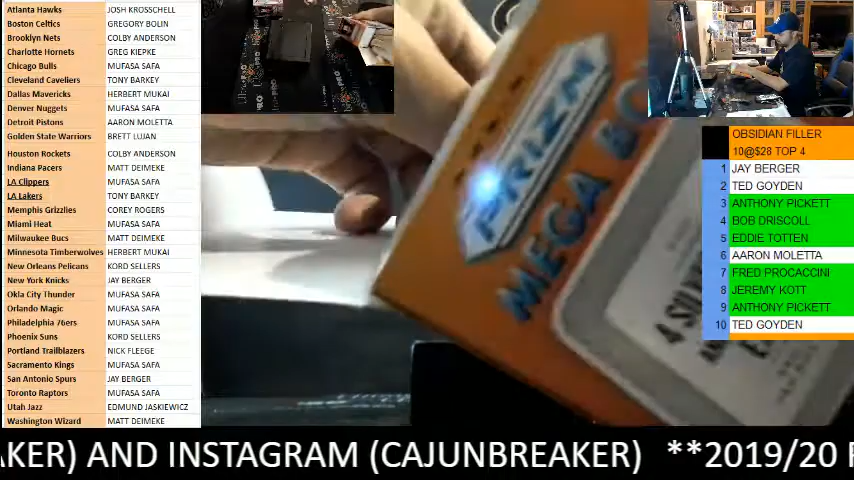 Atlanta Hawks JOSH KROSSCHELL
Boston Celtics GREGORY BOLIN
Brooklyn Nets COLBY ANDERSON
Charlotte Hornets GREG KIEPKE
Chicago Bulls MUFASA SAFA
Cleveland Caveliers TONY BARKEY
Dallas Mavericks HERBERT MUKAI
Denver Nuggets MUFASA SAFA
Detroit Pistons AARON MOLETTA
Golden State Warriors BRETT LUJAN
Houston Rockets COLBY ANDERSON
Indiana Pacers MATT DEIMEKE
LA Clippers MUFASA SAFA
LA Lakers TONY BARKEY
Memphis Grizzlies COREY ROGERS
Miami Heat MUFASA SAFA
Milwaukee Bucs MATT DEIMEKE
Minnesota Timberwolves HERBERT MUKAI
New Orleans Pelicans KORD SELLERS
New York Knicks JAY BERGER
Okla City Thunder MUFASA SAFA
Orlando Magic MUFASA SAFA
Philadelphia 76ers MUFASA SAFA
Phoenix Suns KORD SELLERS
Portland Trailblazers NICK FLEEGE
Sacramento Kings MUFASA SAFA
San Antonio Spurs JAY BERGER
Toronto Raptors MUFASA SAFA
Utah Jazz EDMUND JASKIEWICZ
Washington Wizard MATT DEIMEKE
PRIZM
MEGA BO
4 SILV
OBSIDIAN FILLER
10@$28 TOP 4
1 JAY BERGER
2 TED GOYDEN
3 ANTHONY PICKETT
4 BOB DRISCOLL
5 EDDIE TOTTEN
6 AARON MOLETTA
7 FRED PROCACCINI
8 JEREMY KOTT
9 ANTHONY PICKETT
10 TED GOYDEN
AKER) AND INSTAGRAM (CAJUNBREAKER) **2019/20